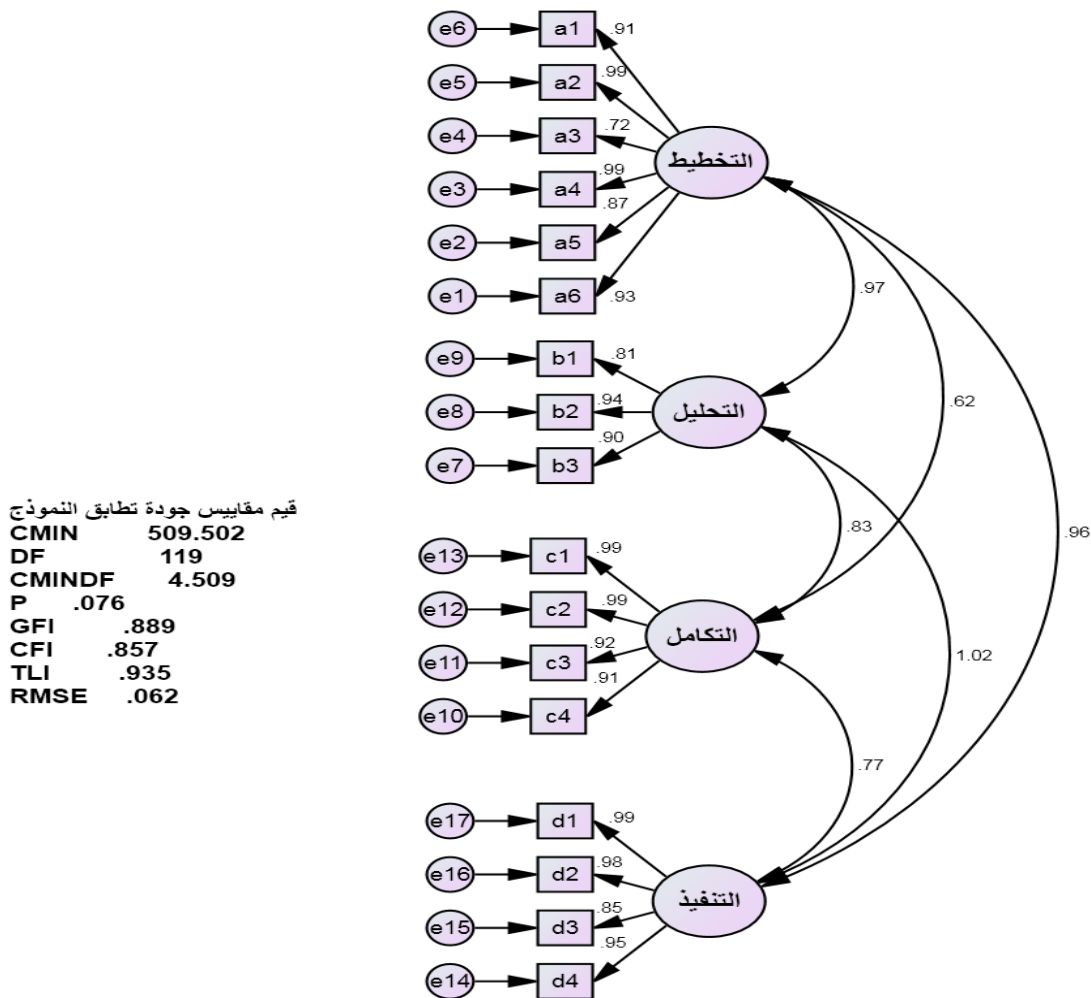 e6 a1 .91
e5 a2 .99
e4 a3 .72
التخطيط
e3 a4 .99
e2 a5 .87
e1 a6 .93
.97
e9 b1 .81
.62
e8 b2 .94
التحليل
e7 b3 .90
قيم مقاييس جودة تطابق النموذج
CMIN 509.502
DF 119
CMINDF 4.509
P .076
GFI .889
CFI .857
TLI .935
RMSE .062
.83
.96
e13 c1 .99
e12 c2 .99
التكامل
e11 c3 .92
1.02
e10 c4 .91
.77
e17 d1 .99
e16 d2 .98
التنفيذ
e15 d3 .85
e14 d4 .95